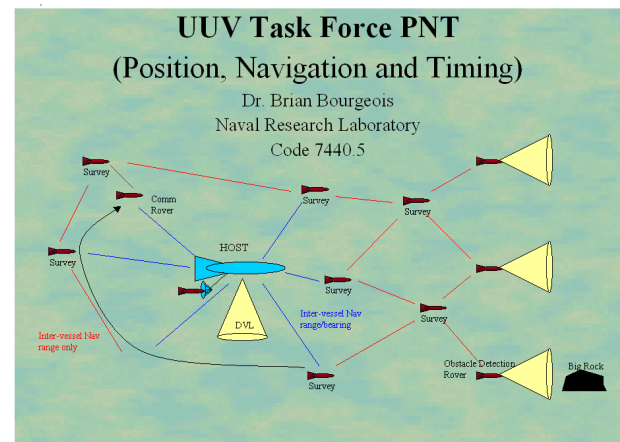 UUV Task Force PNT
(Position, Navigation and Timing)
Dr. Brian Bourgeois
Naval Research Laboratory
Code 7440.5
Survey
Comm
Rover
Survey
Survey
HOST
Survey
Survey
DVL
Inter-vessel Nav
range/bearing
Survey
Inter-vessel Nav
range only
Survey
Obstacle Detection
Rover
Big Rock